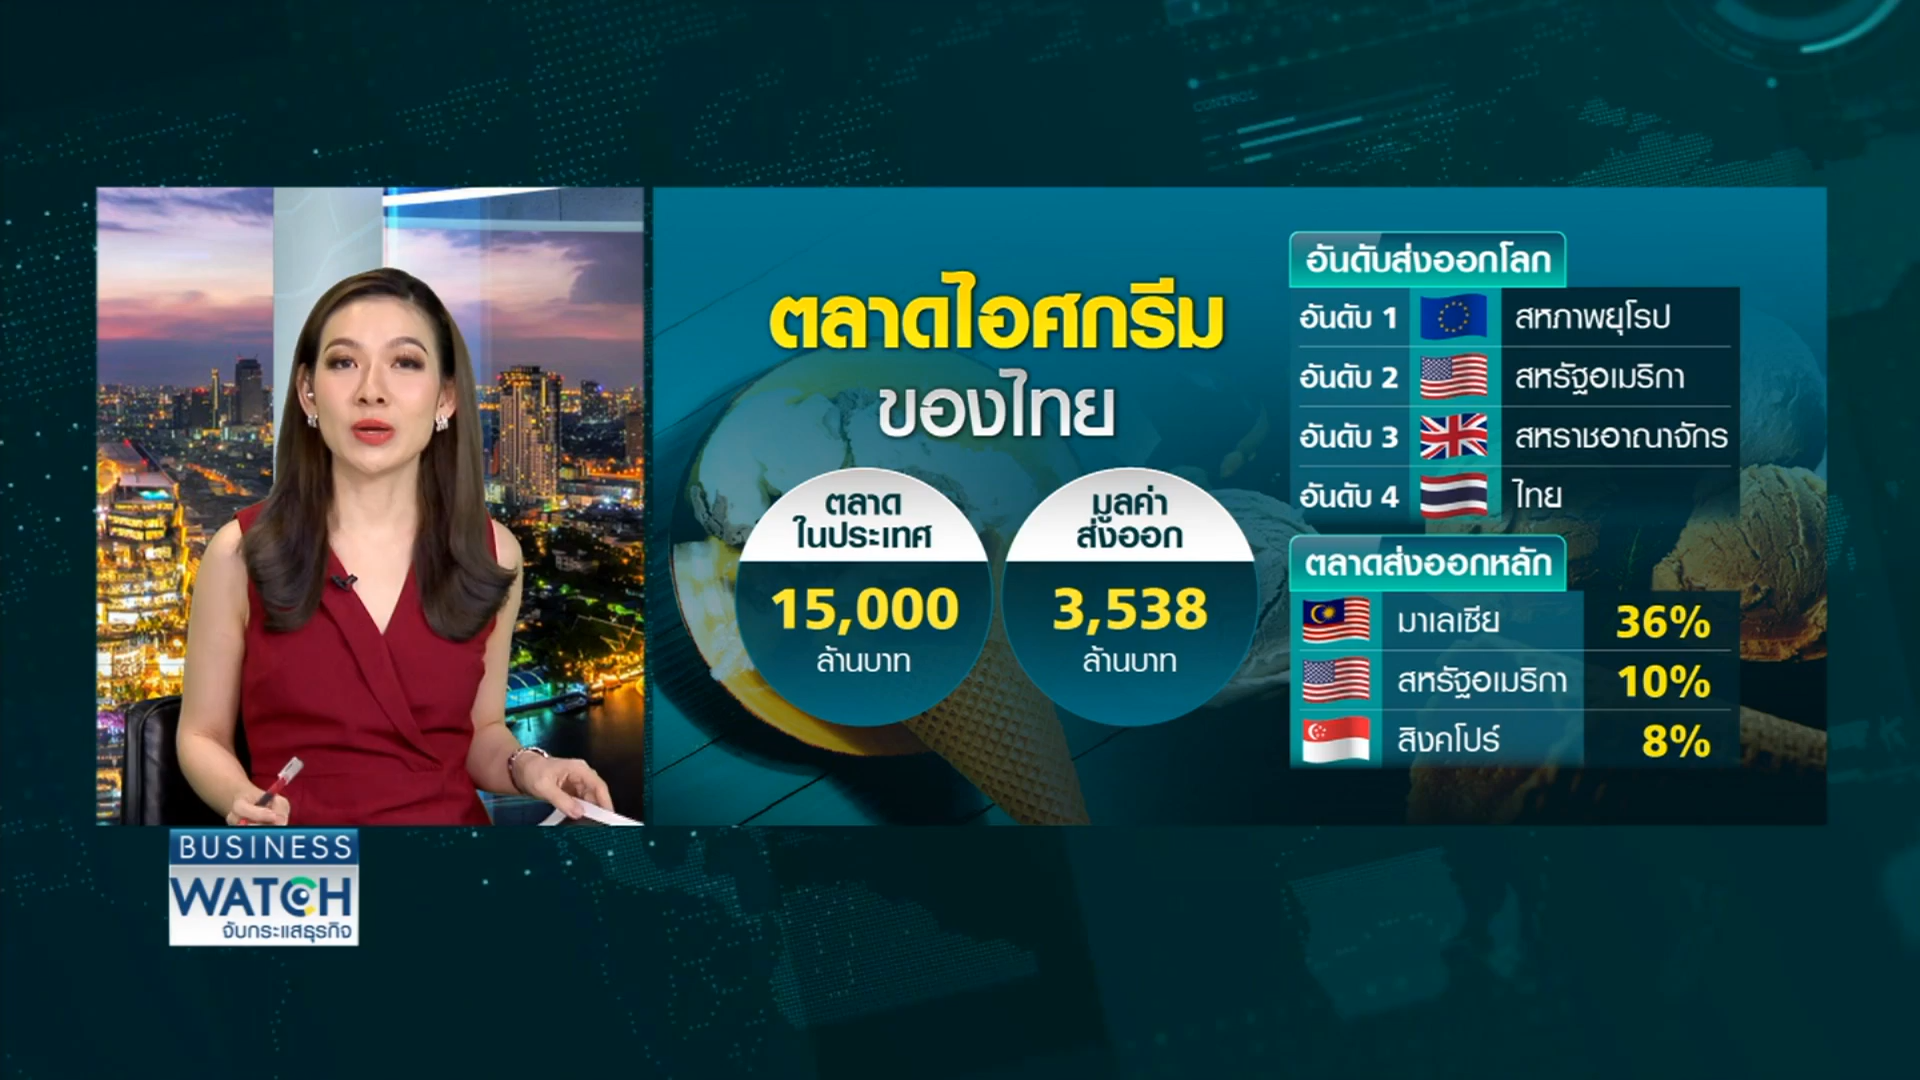 ตลาดไอศกรีม
ของไทย
ตลาด
ในประเทศ
15,000
ล้านบาท
มูลค่า
ส่งออก
3,538
ล้านบาท
อันดับส่งออกโลก
อันดับ 1 สหภาพยุโรป
อันดับ 2 สหรัฐอเมริกา
อันดับ 3 สหราชอาณาจักร
อันดับ 4 ไทย
ตลาดส่งออกหลัก
มาเลเซีย 36%
สหรัฐอเมริกา 10%
สิงคโปร์ 8%
BUSINESS
WATCH
จับกระแสธุรกิจ
CONTROL